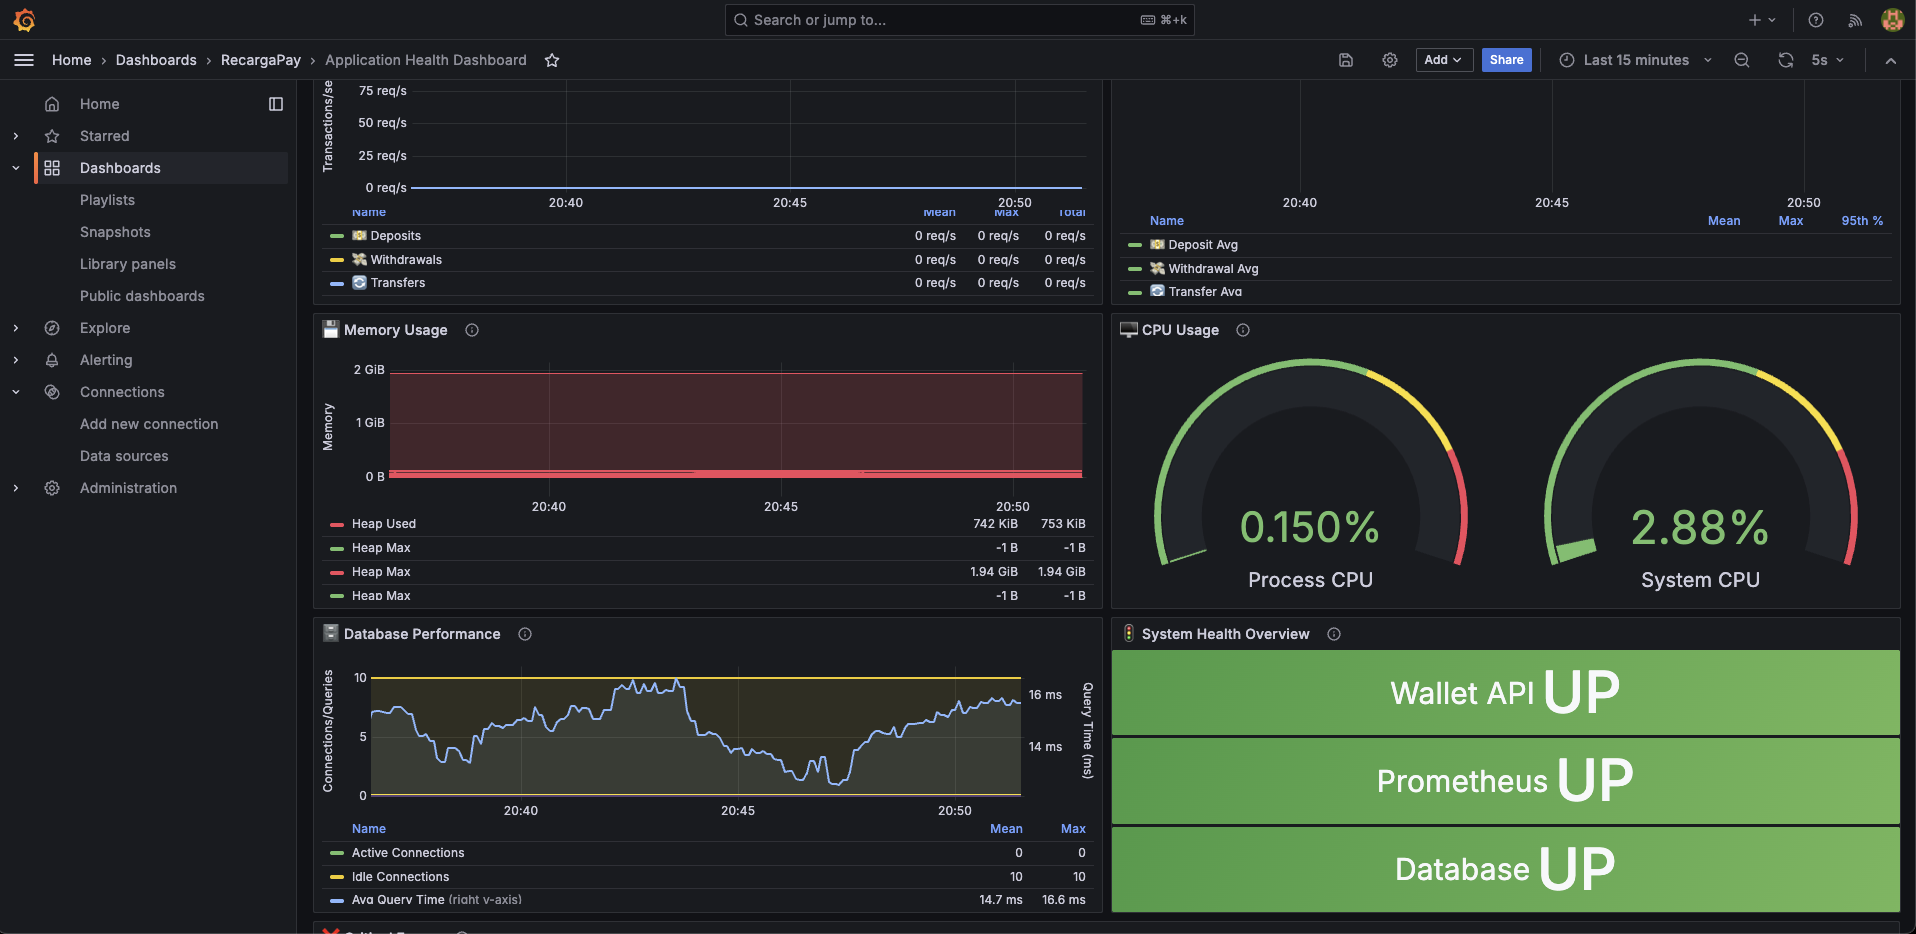 Search or jump to...
⌘+k
Home › Dashboards › RecargaPay › Application Health Dashboard
Add
Share
Last 15 minutes
5s
Home
Starred
Dashboards
Playlists
Snapshots
Library panels
Public dashboards
Explore
Alerting
Connections
Add new connection
Data sources
Administration
Transactions/se
75 req/s
50 req/s
25 req/s
0 req/s
20:40 20:45 20:50
Name Mean Max Total
Deposits 0 req/s 0 req/s 0 req/s
Withdrawals 0 req/s 0 req/s 0 req/s
Transfers 0 req/s 0 req/s 0 req/s
20:40 20:45 20:50
Name Mean Max 95th %
Deposit Avg
Withdrawal Avg
Transfer Avg
Memory Usage
Memory
2 GiB
1 GiB
0 B
20:40 20:45 20:50
Heap Used 742 KiB 753 KiB
Heap Max -1 B -1 B
Heap Max 1.94 GiB 1.94 GiB
Heap Max -1 B -1 B
CPU Usage
0.150%
Process CPU
2.88%
System CPU
Database Performance
Connections/Queries
10
5
0
16 ms
14 ms
Query Time (ms)
20:40 20:45 20:50
Name Mean Max
Active Connections 0 0
Idle Connections 10 10
Avg Query Time (right y-axis) 14.7 ms 16.6 ms
System Health Overview
Wallet API UP
Prometheus UP
Database UP